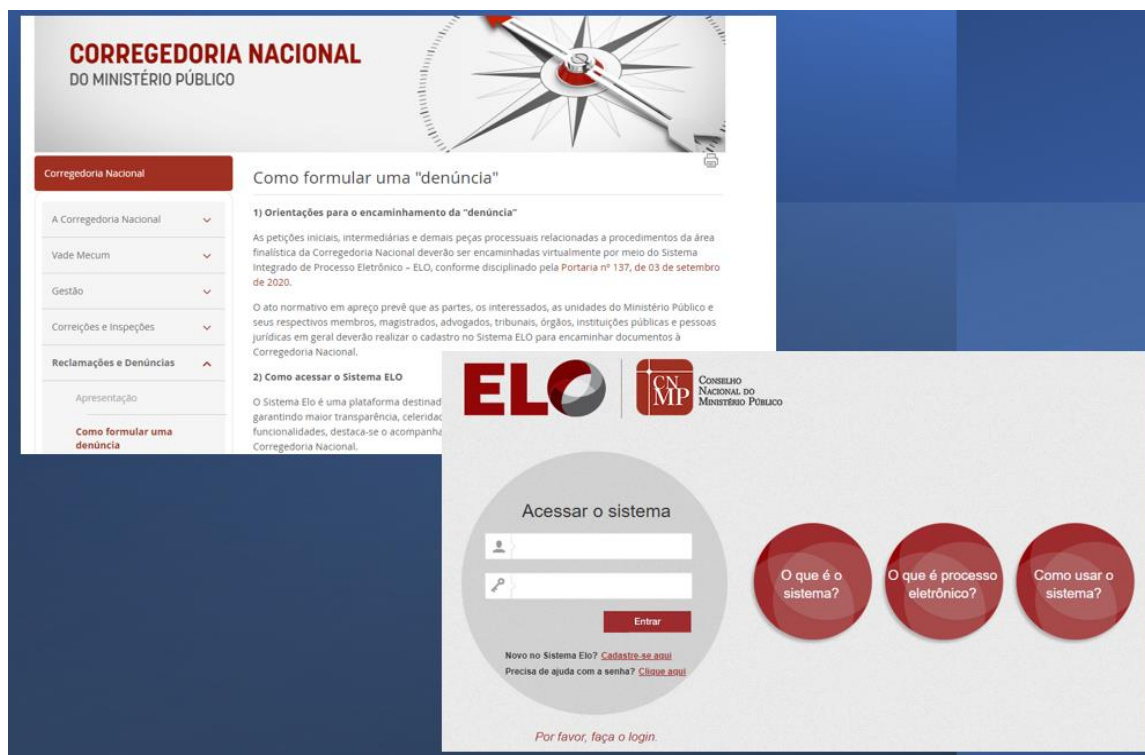 CORREGEDORIA NACIONAL
DO MINISTÉRIO PÚBLICO
Corregedoria Nacional
A Corregedoria Nacional
Vade Mecum
Gestão
Correições e Inspeções
Reclamações e Denúncias
Apresentação
Como formular uma
denúncia
Como formular uma "denúncia"
1) Orientações para o encaminhamento da "denúncia"
As petições iniciais, intermediárias e demais peças processuais relacionadas a procedimentos da área
finalística da Corregedoria Nacional deverão ser encaminhadas virtualmente por meio do Sistema
Integrado de Processo Eletrônico – ELO, conforme disciplinado pela Portaria nº 137, de 03 de setembro
de 2020.
O ato normativo em apreço prevê que as partes, os interessados, as unidades do Ministério Público e
seus respectivos membros, magistrados, advogados, tribunais, órgãos, instituições públicas e pessoas
jurídicas em geral deverão realizar o cadastro no Sistema ELO para encaminhar documentos à
Corregedoria Nacional.
2) Como acessar o Sistema ELO
O Sistema Elo é uma plataforma
garantindo maior transparência,
funcionalidades, destaca-se o
Corregedoria Nacional.
ELO
CN
MP
CONSELHO
NACIONAL DO
MINISTÉRIO PÚBLICO
Acessar o sistema
Entrar
Novo no Sistema Elo? Cadastre-se aqui
Precisa de ajuda com a senha? Clique aqui
Por favor, faça o login.
O que é o
sistema?
O que é processo
eletrônico?
Como usar o
sistema?